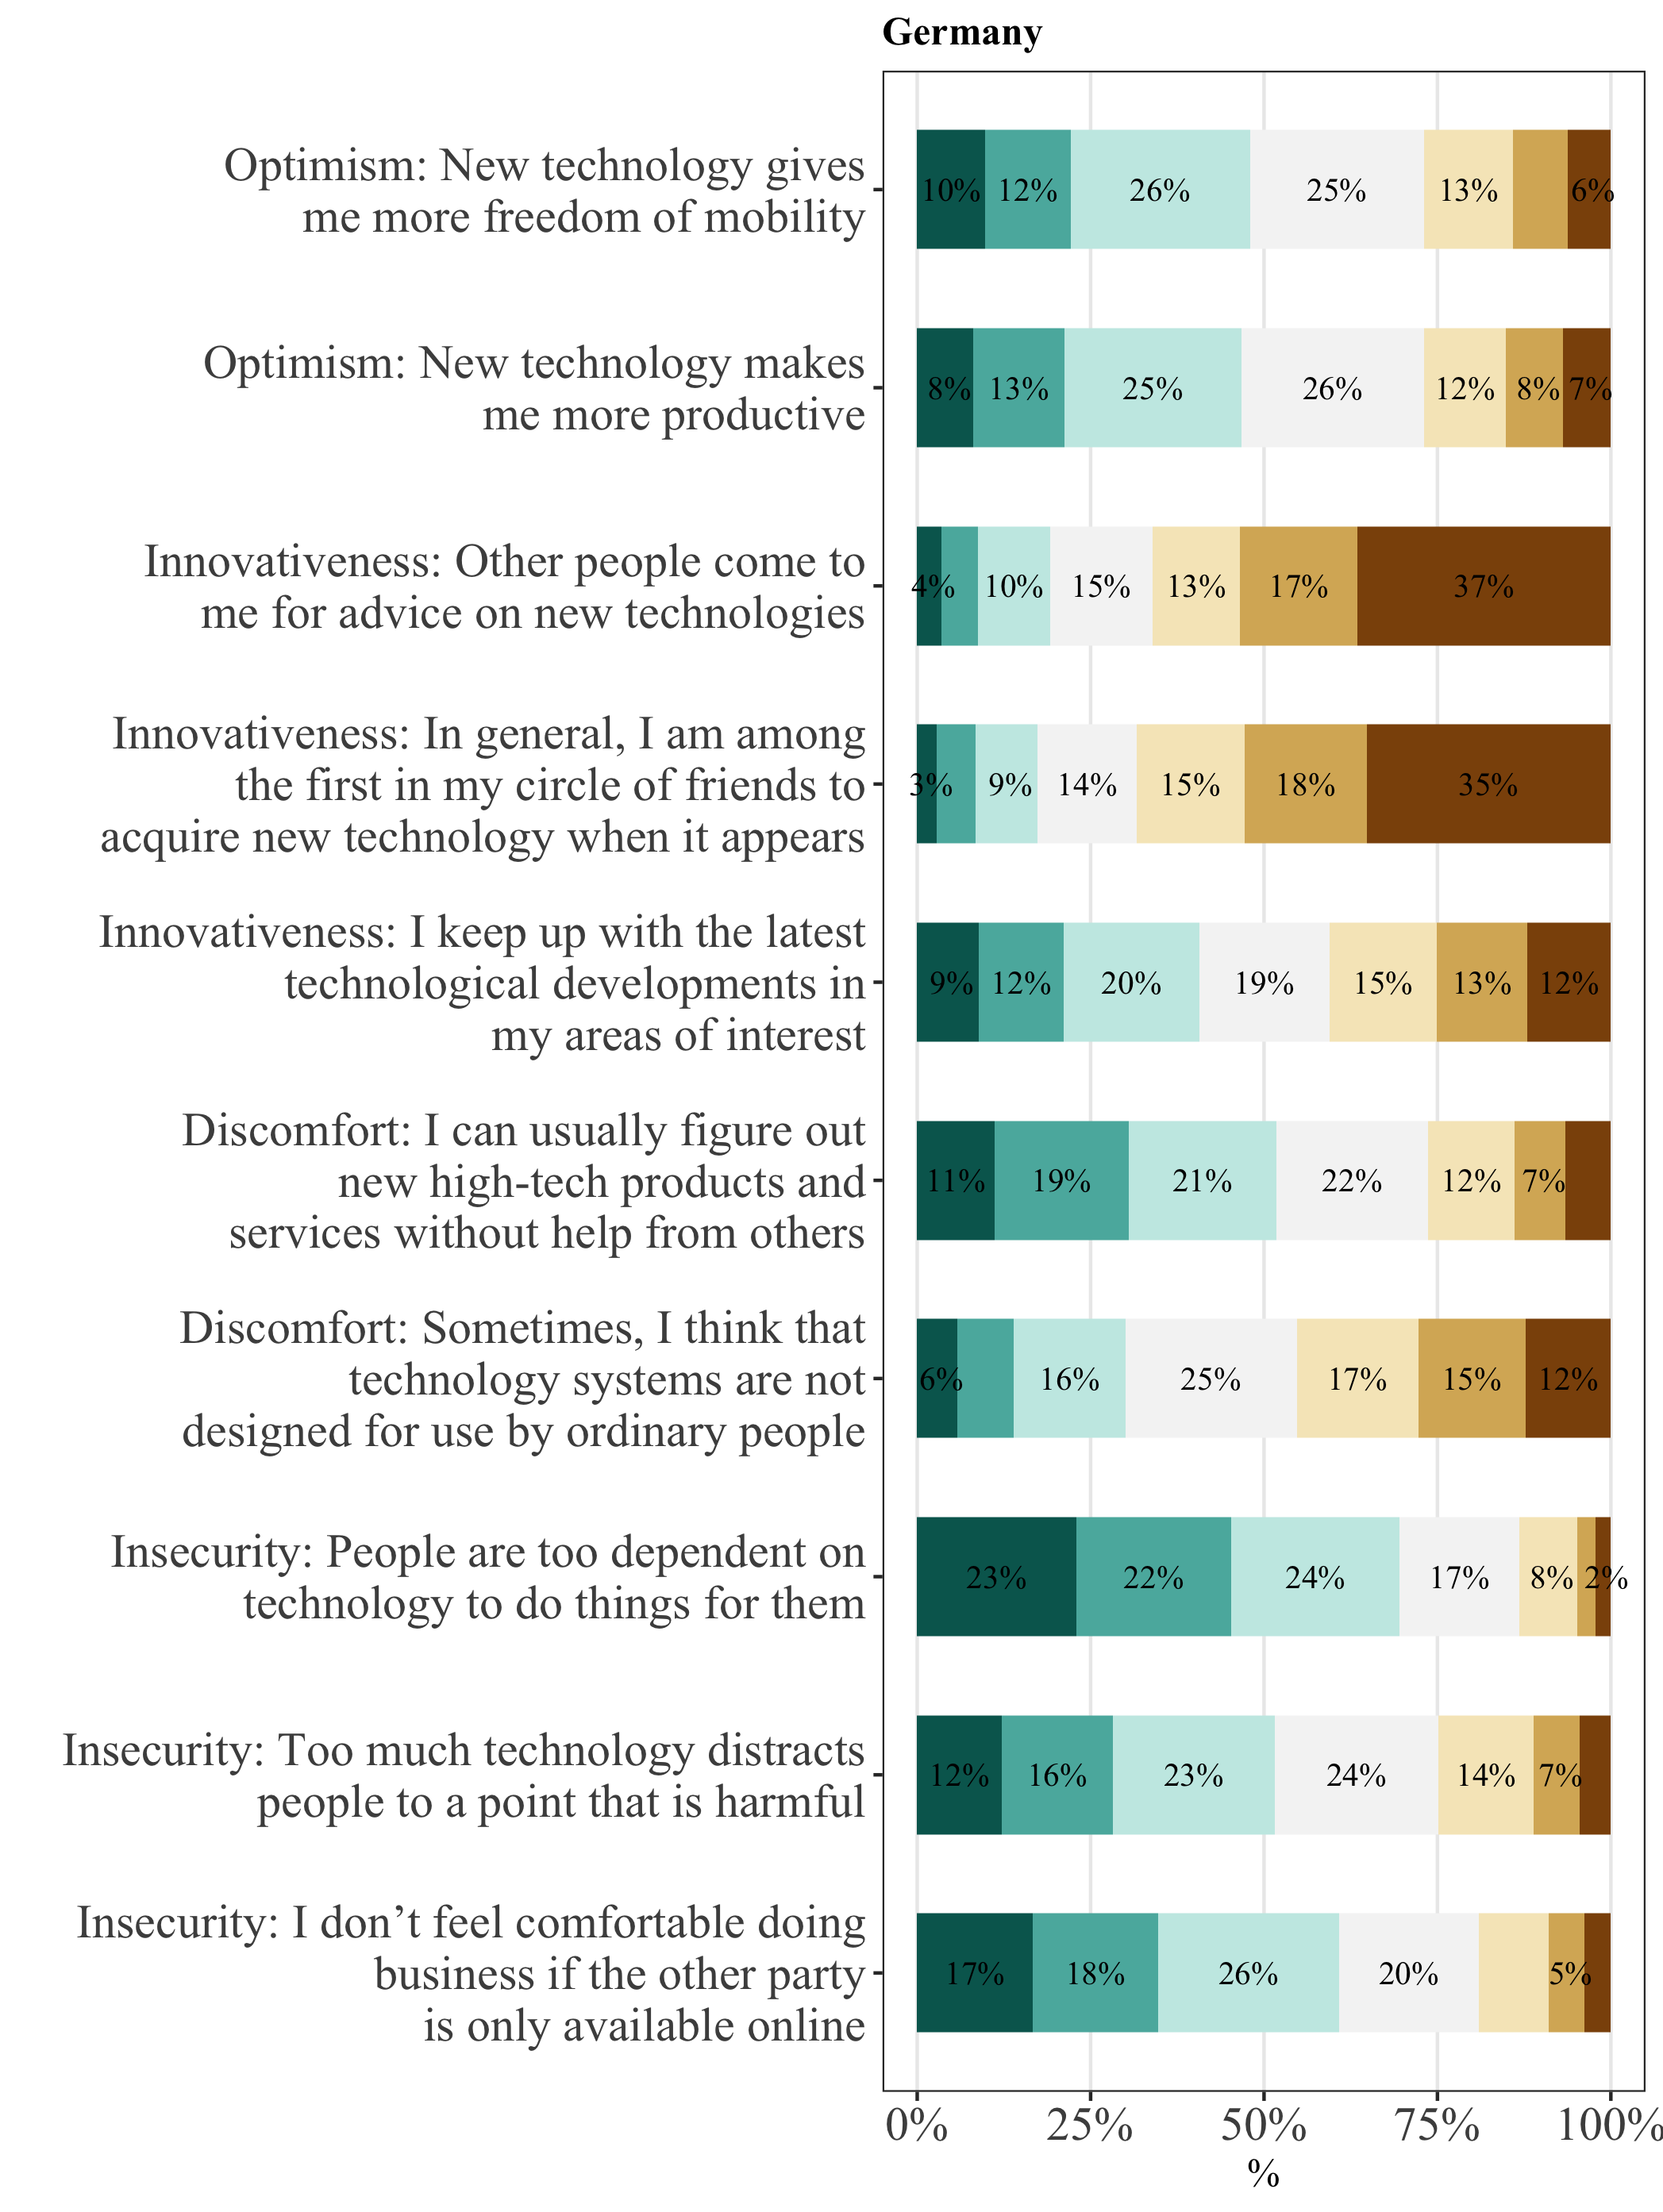 Germany
Optimism: New technology gives
me more freedom of mobility
10% 12% 26% 25% 13% 6%
Optimism: New technology makes
me more productive
8% 13% 25% 26% 12% 8% 7%
Innovativeness: Other people come to
me for advice on new technologies
4% 10% 15% 13% 17% 37%
Innovativeness: In general, I am among
the first in my circle of friends to
acquire new technology when it appears
3% 9% 14% 15% 18% 35%
Innovativeness: I keep up with the latest
technological developments in
my areas of interest
9% 12% 20% 19% 15% 13% 12%
Discomfort: I can usually figure out
new high-tech products and
services without help from others
11% 19% 21% 22% 12% 7%
Discomfort: Sometimes, I think that
technology systems are not
designed for use by ordinary people
6% 16% 25% 17% 15% 12%
Insecurity: People are too dependent on
technology to do things for them
23% 22% 24% 17% 8% 2%
Insecurity: Too much technology distracts
people to a point that is harmful
12% 16% 23% 24% 14% 7%
Insecurity: I don’t feel comfortable doing
business if the other party
is only available online
17% 18% 26% 20% 5%
0% 25% 50% 75% 100%
%